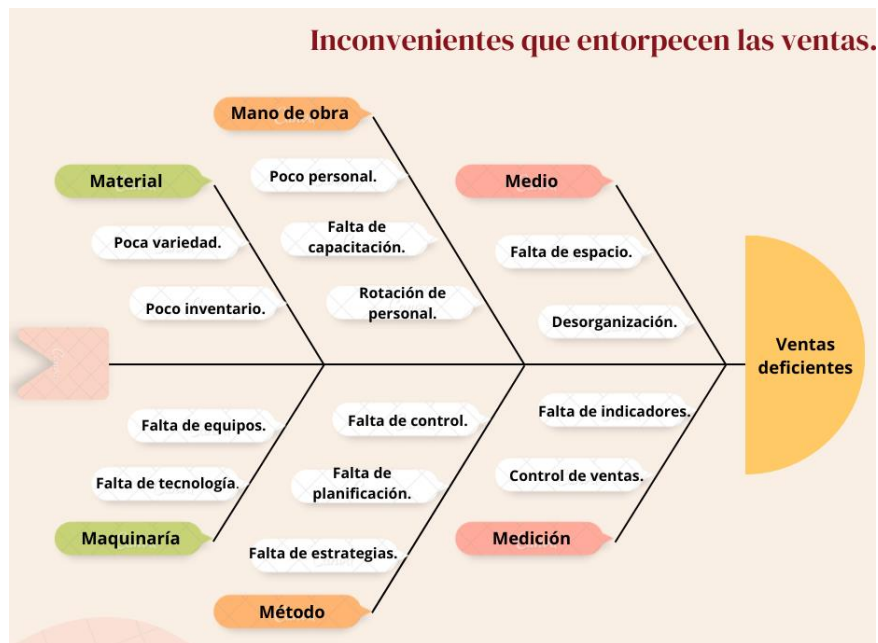 Inconvenientes que entorpecen las ventas.
Mano de obra
Poco personal.
Falta de
capacitación.
Rotación de
personal.
Material
Poca variedad.
Poco inventario.
Medio
Falta de espacio.
Desorganización.
Ventas
deficientes
Falta de equipos.
Falta de tecnología.
Maquinaría
Falta de control.
Falta de
planificación.
Falta de estrategias.
Método
Falta de indicadores.
Control de ventas.
Medición